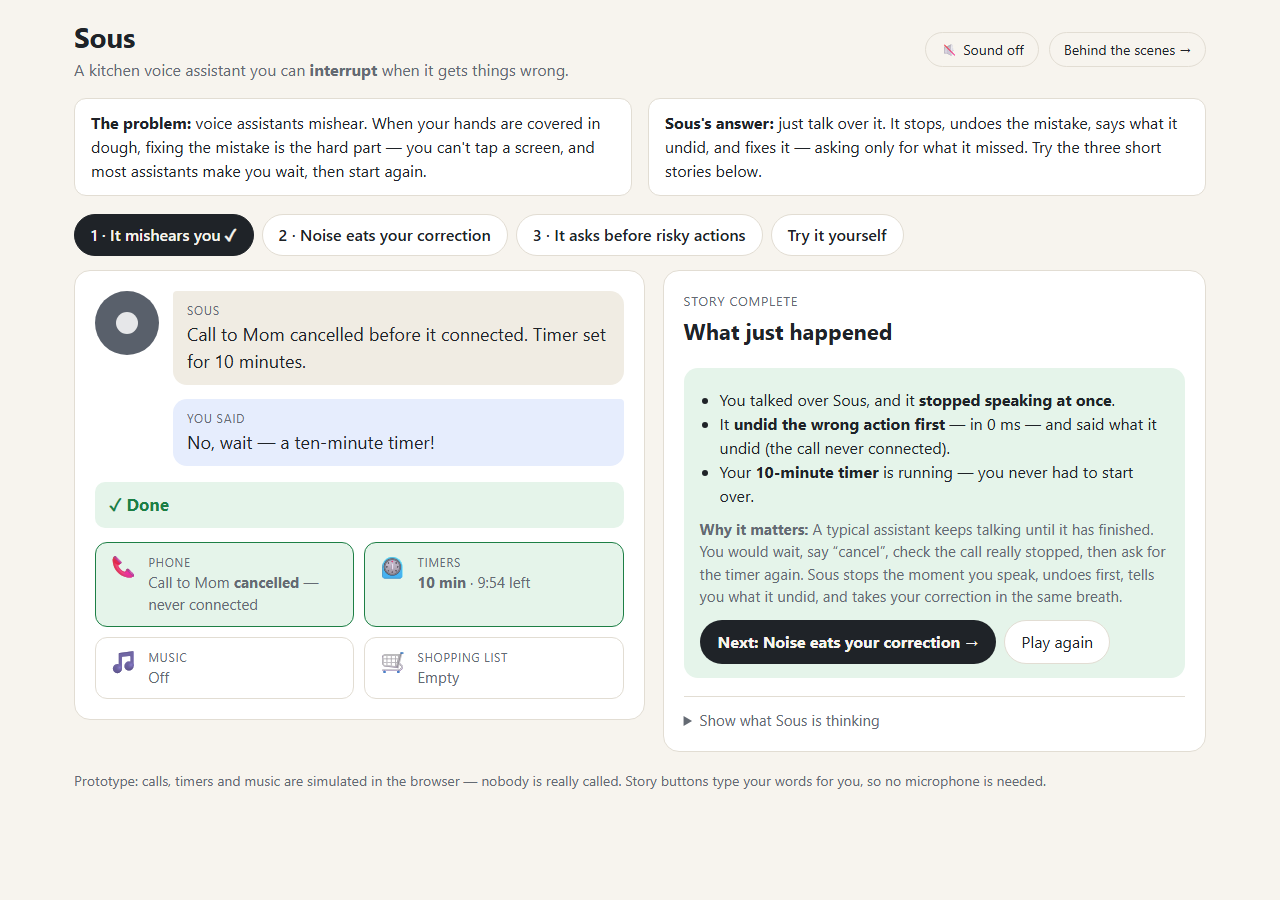 Sous
A kitchen voice assistant you can interrupt when it gets things wrong.
Sound off
Behind the scenes →
The problem: voice assistants mishear. When your hands are covered in
dough, fixing the mistake is the hard part — you can't tap a screen, and
most assistants make you wait, then start again.
Sous's answer: just talk over it. It stops, undoes the mistake, says what it
undid, and fixes it — asking only for what it missed. Try the three short
stories below.
1 · It mishears you ✓
2 · Noise eats your correction
3 · It asks before risky actions
Try it yourself
SOUS
Call to Mom cancelled before it connected. Timer set
for 10 minutes.
YOU SAID
No, wait — a ten-minute timer!
✓ Done
PHONE
Call to Mom cancelled —
never connected
TIMERS
10 min · 9:54 left
MUSIC
Off
SHOPPING LIST
Empty
STORY COMPLETE
What just happened
• You talked over Sous, and it stopped speaking at once.
• It undid the wrong action first — in 0 ms — and said what it
undid (the call never connected).
• Your 10-minute timer is running — you never had to start
over.
Why it matters: A typical assistant keeps talking until it has finished.
You would wait, say “cancel”, check the call really stopped, then ask for
the timer again. Sous stops the moment you speak, undoes first, tells
you what it undid, and takes your correction in the same breath.
Next: Noise eats your correction →
Play again
▶ Show what Sous is thinking
Prototype: calls, timers and music are simulated in the browser — nobody is really called. Story buttons type your words for you, so no microphone is needed.